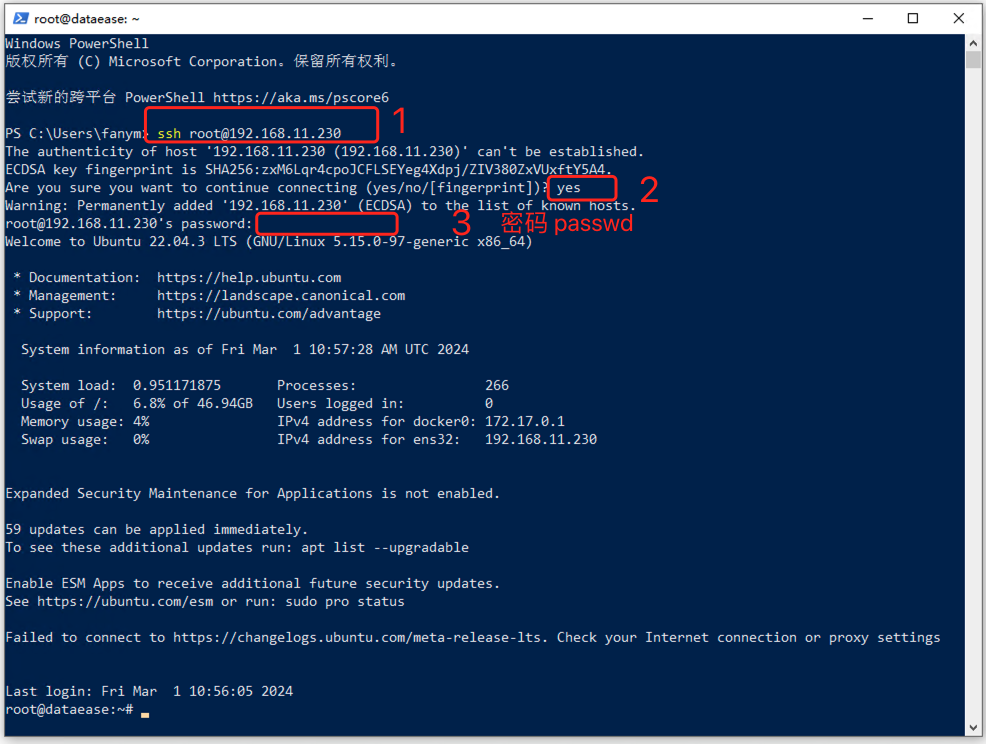 root@dataease: ~
Windows PowerShell
版权所有 (C) Microsoft Corporation。保留所有权利。
尝试新的跨平台 PowerShell https://aka.ms/pscore6
PS C:\Users\fanym> ssh root@192.168.11.230 1
The authenticity of host '192.168.11.230 (192.168.11.230)' can't be established.
ECDSA key fingerprint is SHA256:zxM6Lqr4cpoJCFLSEYeg4Xdpj/ZIV380ZxVUxftY5A4.
Are you sure you want to continue connecting (yes/no/[fingerprint])? yes 2
Warning: Permanently added '192.168.11.230' (ECDSA) to the list of known hosts.
root@192.168.11.230's password: 3 密码 passwd
Welcome to Ubuntu 22.04.3 LTS (GNU/Linux 5.15.0-97-generic x86_64)
* Documentation: https://help.ubuntu.com
* Management: https://landscape.canonical.com
* Support: https://ubuntu.com/advantage
System information as of Fri Mar 1 10:57:28 AM UTC 2024
System load: 0.951171875 Processes: 266
Usage of /: 6.8% of 46.94GB Users logged in: 0
Memory usage: 4% IPv4 address for docker0: 172.17.0.1
Swap usage: 0% IPv4 address for ens32: 192.168.11.230
Expanded Security Maintenance for Applications is not enabled.
59 updates can be applied immediately.
To see these additional updates run: apt list --upgradable
Enable ESM Apps to receive additional future security updates.
See https://ubuntu.com/esm or run: sudo pro status
Failed to connect to https://changelogs.ubuntu.com/meta-release-lts. Check your Internet connection or proxy settings
Last login: Fri Mar 1 10:56:05 2024
root@dataease:~#